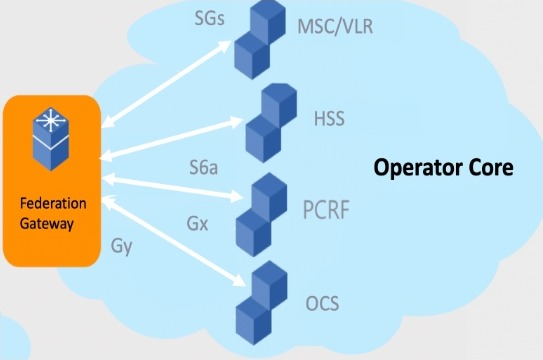 SGs
MSC/VLR
HSS
S6a
Operator Core
Federation
Gateway
PCRF
Gx
Gy
OCS